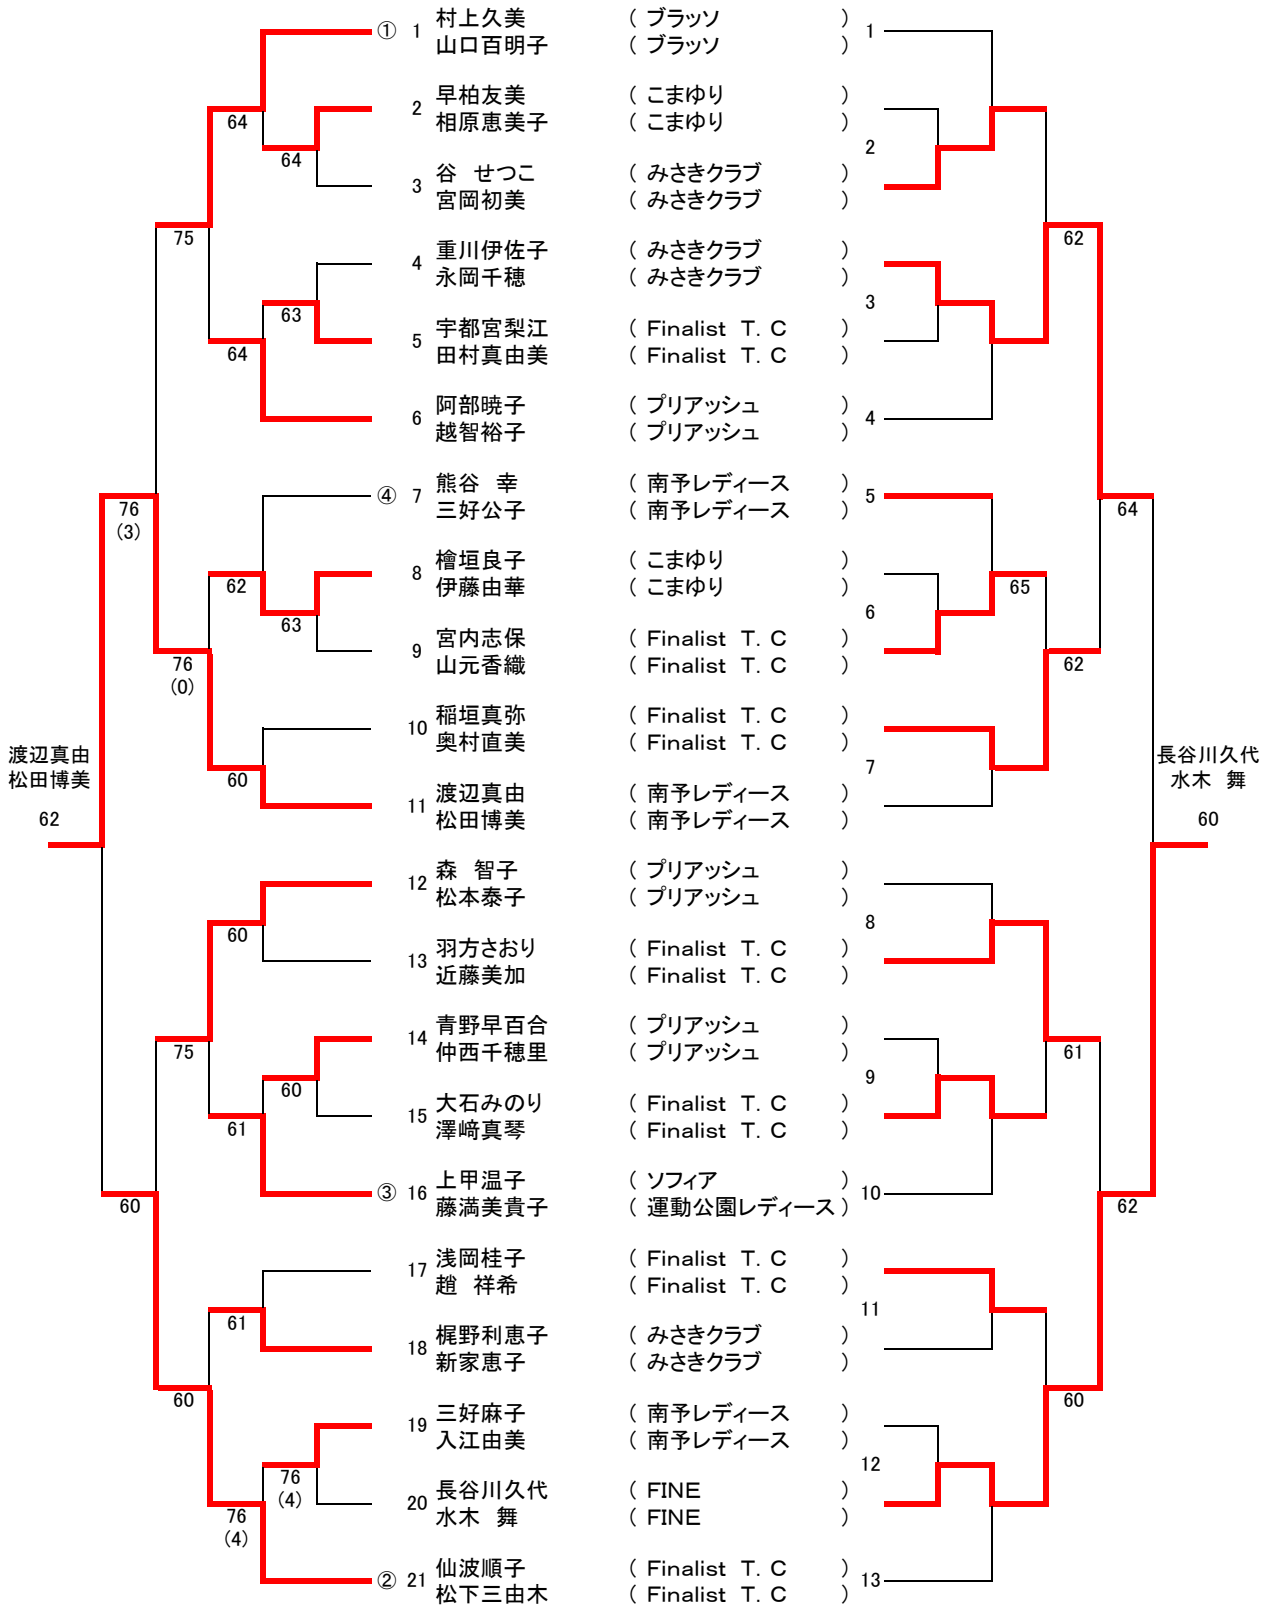 ① 1 村上久美 ( ブラッソ ) 1
山口百明子 ( ブラッソ )
2 早柏友美 ( こまゆり )
相原恵美子 ( こまゆり )
64
2
64
3 谷 せつこ ( みさきクラブ )
宮岡初美 ( みさきクラブ )
75
62
4 重川伊佐子 ( みさきクラブ )
永岡千穂 ( みさきクラブ )
3
63
5 宇都宮梨江 ( Finalist T. C )
田村真由美 ( Finalist T. C )
64
6 阿部暁子 ( プリアッシュ ) 4
越智裕子 ( プリアッシュ )
④ 7 熊谷 幸 ( 南予レディース ) 5
三好公子 ( 南予レディース )
76
(3)
64
8 檜垣良子 ( こまゆり )
伊藤由華 ( こまゆり )
62
65
6
63
9 宮内志保 ( Finalist T. C )
山元香織 ( Finalist T. C )
76
(0)
62
10 稲垣真弥 ( Finalist T. C )
奥村直美 ( Finalist T. C )
渡辺真由
松田博美
62
60
7
長谷川久代
水木 舞
60
11 渡辺真由 ( 南予レディース )
松田博美 ( 南予レディース )
12 森 智子 ( プリアッシュ )
松本泰子 ( プリアッシュ )
8
60
13 羽方さおり ( Finalist T. C )
近藤美加 ( Finalist T. C )
14 青野早百合 ( プリアッシュ )
仲西千穂里 ( プリアッシュ )
75
61
9
60
15 大石みのり ( Finalist T. C )
澤﨑真琴 ( Finalist T. C )
61
③ 16 上甲温子 ( ソフィア ) 10
藤満美貴子 ( 運動公園レディース )
60
62
17 浅岡桂子 ( Finalist T. C )
趙 祥希 ( Finalist T. C )
11
61
18 梶野利恵子 ( みさきクラブ )
新家恵子 ( みさきクラブ )
60
60
19 三好麻子 ( 南予レディース )
入江由美 ( 南予レディース )
12
76
(4)
20 長谷川久代 ( FINE )
水木 舞 ( FINE )
76
(4)
② 21 仙波順子 ( Finalist T. C ) 13
松下三由木 ( Finalist T. C )